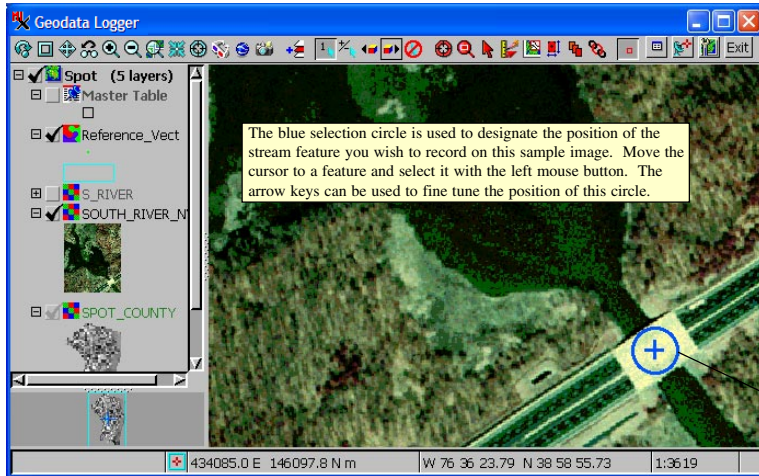 Geodata Logger
Exit
Spot (5 layers)
Master Table
Reference_Vect
S_RIVER
SOUTH_RIVER_N
SPOT_COUNTY
The blue selection circle is used to designate the position of the
stream feature you wish to record on this sample image. Move the
cursor to a feature and select it with the left mouse button. The
arrow keys can be used to fine tune the position of this circle.
434085.0 E 146097.8 N m
W 76 36 23.79 N 38 58 55.73
1:3619